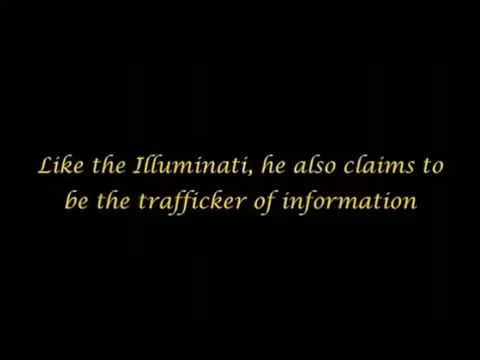 Like the Illuminati, he also claims to
be the trafficker of information